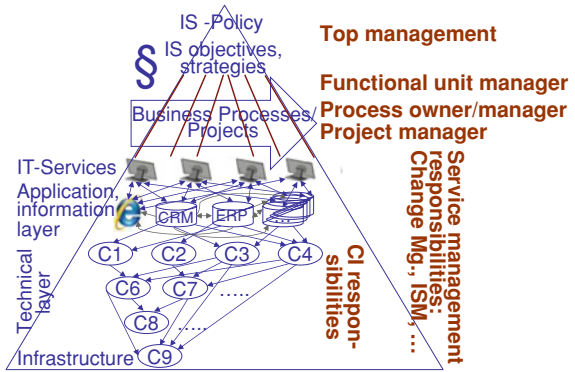 IS -Policy
§ IS objectives,
strategies
Top management
Functional unit manager
Business Processes/
Projects
Process owner/manager
Project manager
IT-Services
Application,
information
layer
CRM
ERP
...
C1
C2
C3
C4
C6
C7
.....
C8
.....
C9
Technical
layer
Infrastructure
CI respon-
sibilities
Service management
responsibilities:
Change Mg., ISM, ...